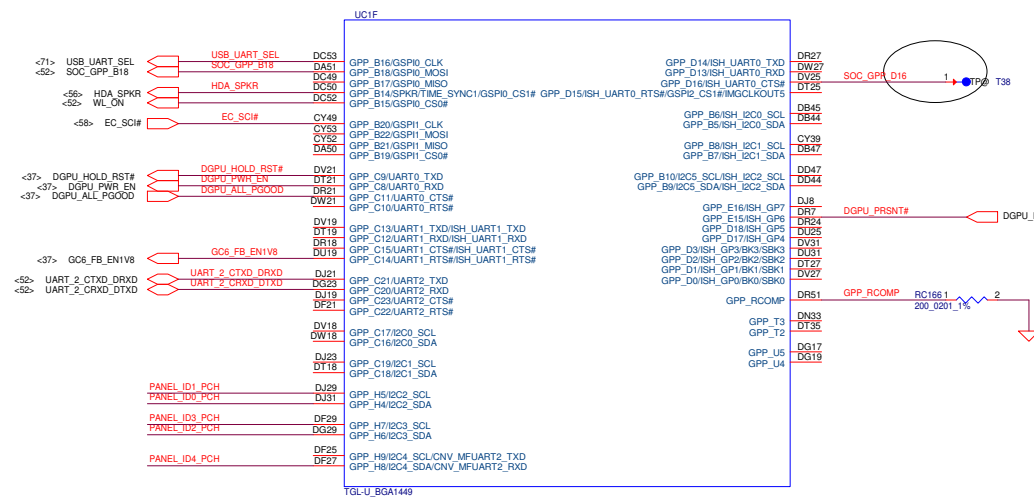 UC1F
<71> USB_UART_SEL USB_UART_SEL DC53 GPP_B16/GSPI0_CLK
<52> SOC_GPP_B18 DA51 GPP_B18/GSPI0_MOSI
DC49 GPP_B17/GSPI0_MISO
<56> HDA_SPKR HDA_SPKR DC50 GPP_B14/SPKR/TIME_SYNC1/GSPI0_CS1#
<52> WL_ON DC52 GPP_B15/GSPI0_CS0#
<58> EC_SCI# EC_SCI# CY49 GPP_B20/GSPI1_CLK
CY53 GPP_B22/GSPI1_MOSI
CY52 GPP_B21/GSPI1_MISO
DA50 GPP_B19/GSPI1_CS0#
<37> DGPU_HOLD_RST# DGPU_HOLD_RST# DV21 GPP_C9/UART0_TXD
<37> DGPU_PWR_EN DGPU_PWR_EN DT21 GPP_C8/UART0_RXD
<37> DGPU_ALL_PGOOD DGPU_ALL_PGOOD DR21 GPP_C11/UART0_CTS#
DW21 GPP_C10/UART0_RTS#
DV19 GPP_C13/UART1_TXD/ISH_UART1_TXD
DT19 GPP_C12/UART1_RXD/ISH_UART1_RXD
DR18 GPP_C15/UART1_CTS#/ISH_UART1_CTS#
<37> GC6_FB_EN1V8 GC6_FB_EN1V8 DU19 GPP_C14/UART1_RTS#/ISH_UART1_RTS#
<52> UART_2_CTXD_DRXD UART_2_CTXD_DRXD DJ21 GPP_C21/UART2_TXD
<52> UART_2_CRXD_DTXD UART_2_CRXD_DTXD DG23 GPP_C20/UART2_RXD
DJ19 GPP_C23/UART2_CTS#
DF21 GPP_C22/UART2_RTS#
DV18 GPP_C17/I2C0_SCL
DW18 GPP_C16/I2C0_SDA
DJ23 GPP_C19/I2C1_SCL
DT18 GPP_C18/I2C1_SDA
PANEL_ID1_PCH DJ29 GPP_H5/I2C2_SCL
PANEL_ID0_PCH DJ31 GPP_H4/I2C2_SDA
PANEL_ID3_PCH DF29 GPP_H7/I2C3_SCL
PANEL_ID2_PCH DG29 GPP_H6/I2C3_SDA
DF25 GPP_H9/I2C4_SCL/CNV_MFUART2_TXD
PANEL_ID4_PCH DF27 GPP_H8/I2C4_SDA/CNV_MFUART2_RXD
TGL-U_BGA1449
GPP_D14/ISH_UART0_TXD DR27
GPP_D13/ISH_UART0_RXD DW27
GPP_D16/ISH_UART0_CTS# DV25 SOC_GPP_D16 1 TP@ T38
GPP_D15/ISH_UART0_RTS#/GSPI2_CS1#/IMGCLKOUT5 DT25
GPP_B6/ISH_I2C0_SCL DB45
GPP_B5/ISH_I2C0_SDA DB44
GPP_B8/ISH_I2C1_SCL CY39
GPP_B7/ISH_I2C1_SDA DB47
GPP_B10/I2C5_SCL/ISH_I2C2_SCL DD47
GPP_B9/I2C5_SDA/ISH_I2C2_SDA DD44
GPP_E16/ISH_GP7 DJ8
GPP_E15/ISH_GP6 DR7 DGPU_PRSNT#
GPP_D18/ISH_GP5 DR24
GPP_D17/ISH_GP4 DU25
GPP_D3/ISH_GP3/BK3/SBK3 DV31
GPP_D2/ISH_GP2/BK2/SBK2 DU31
GPP_D1/ISH_GP1/BK1/SBK1 DT27
GPP_D0/ISH_GP0/BK0/SBK0 DV27
GPP_RCOMP DR51 GPP_RCOMP RC166 1 2
200_0201_1%
GPP_T3 DN33
GPP_T2 DT35
GPP_U5 DG17
GPP_U4 DG19